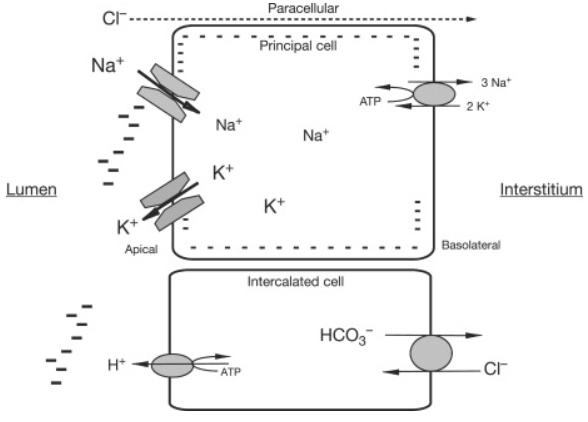 Paracellular
Cl⁻
Principal cell
Na⁺
3 Na⁺
ATP
2 K⁺
Na⁺
Na⁺
K⁺
Lumen
Interstitium
K⁺
K⁺
Apical
Basolateral
Intercalated cell
HCO₃⁻
H⁺
ATP
Cl⁻